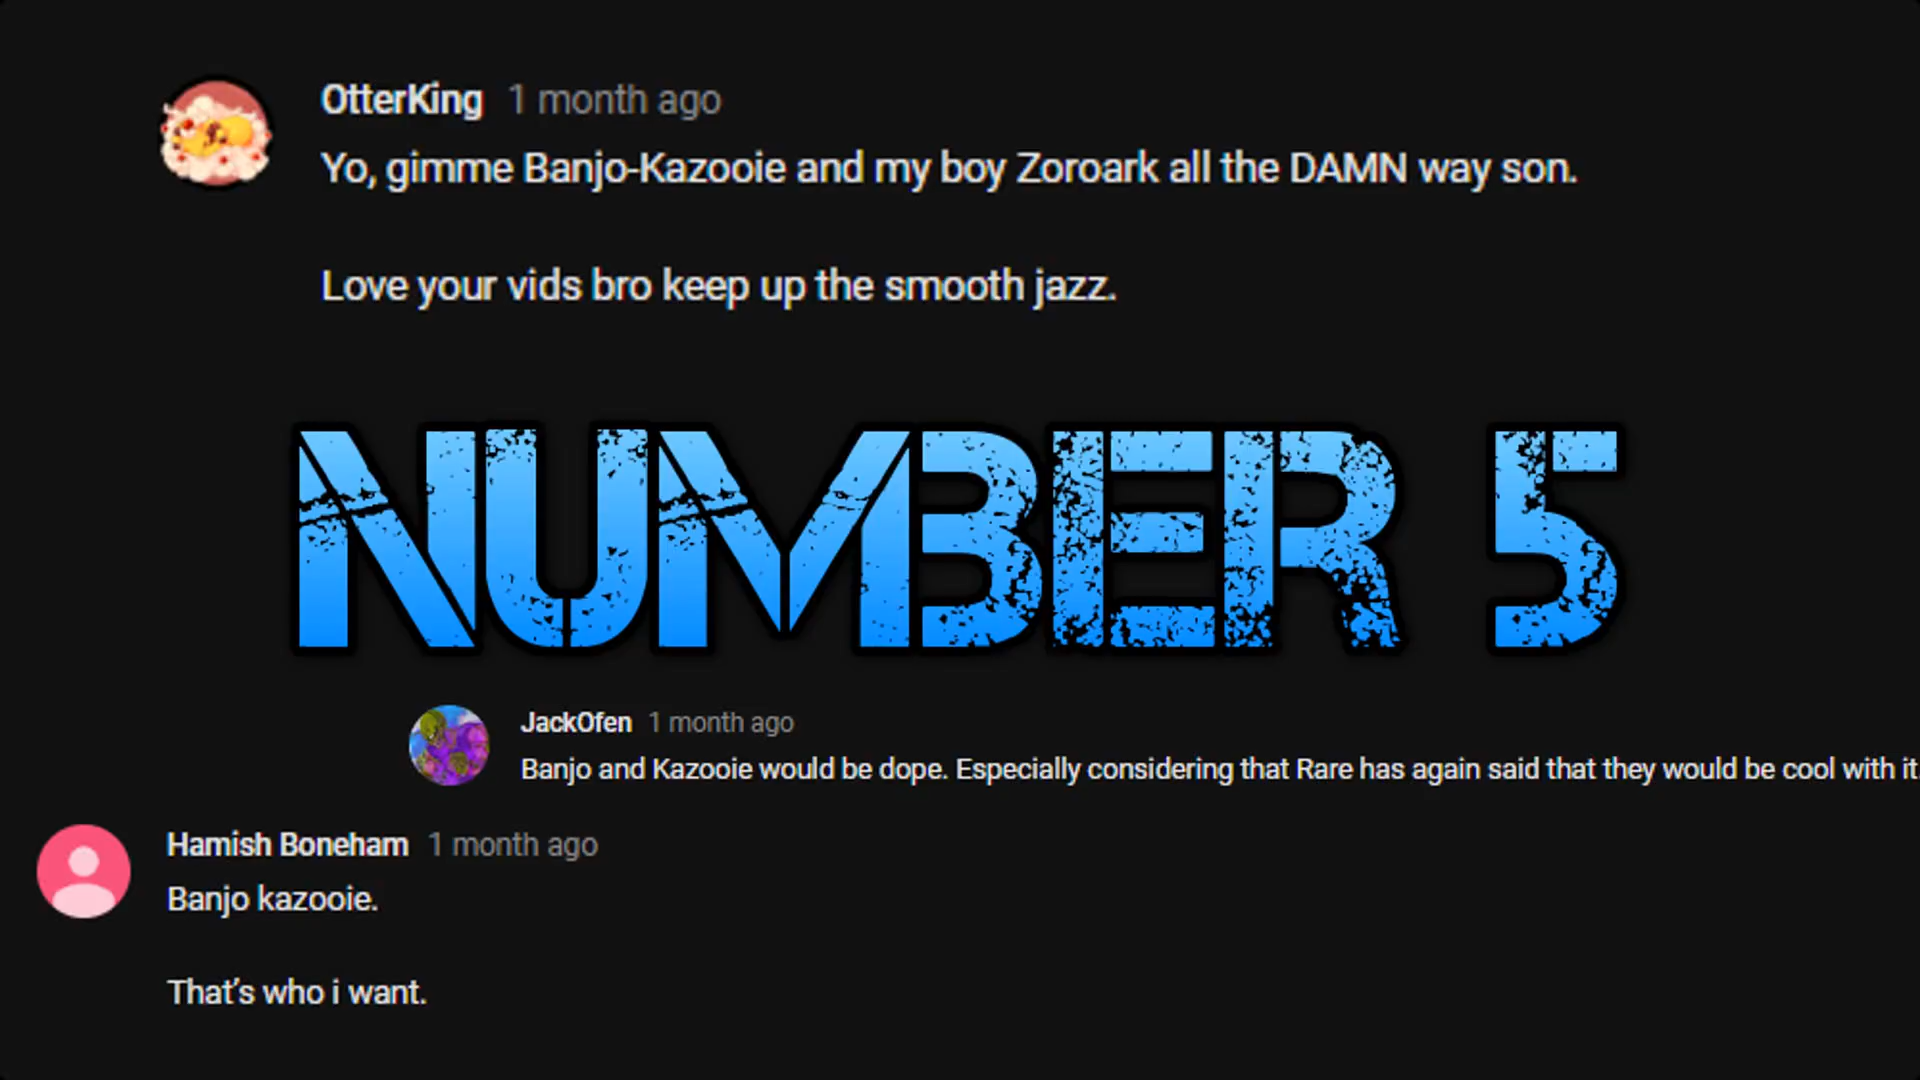 OtterKing 1 month ago
Yo, gimme Banjo-Kazooie and my boy Zoroark all the DAMN way son.
Love your vids bro keep up the smooth jazz.
NUMBER 5
JackOfen 1 month ago
Banjo and Kazooie would be dope. Especially considering that Rare has again said that they would be cool with it.
Hamish Boneham 1 month ago
Banjo kazooie.
That's who i want.